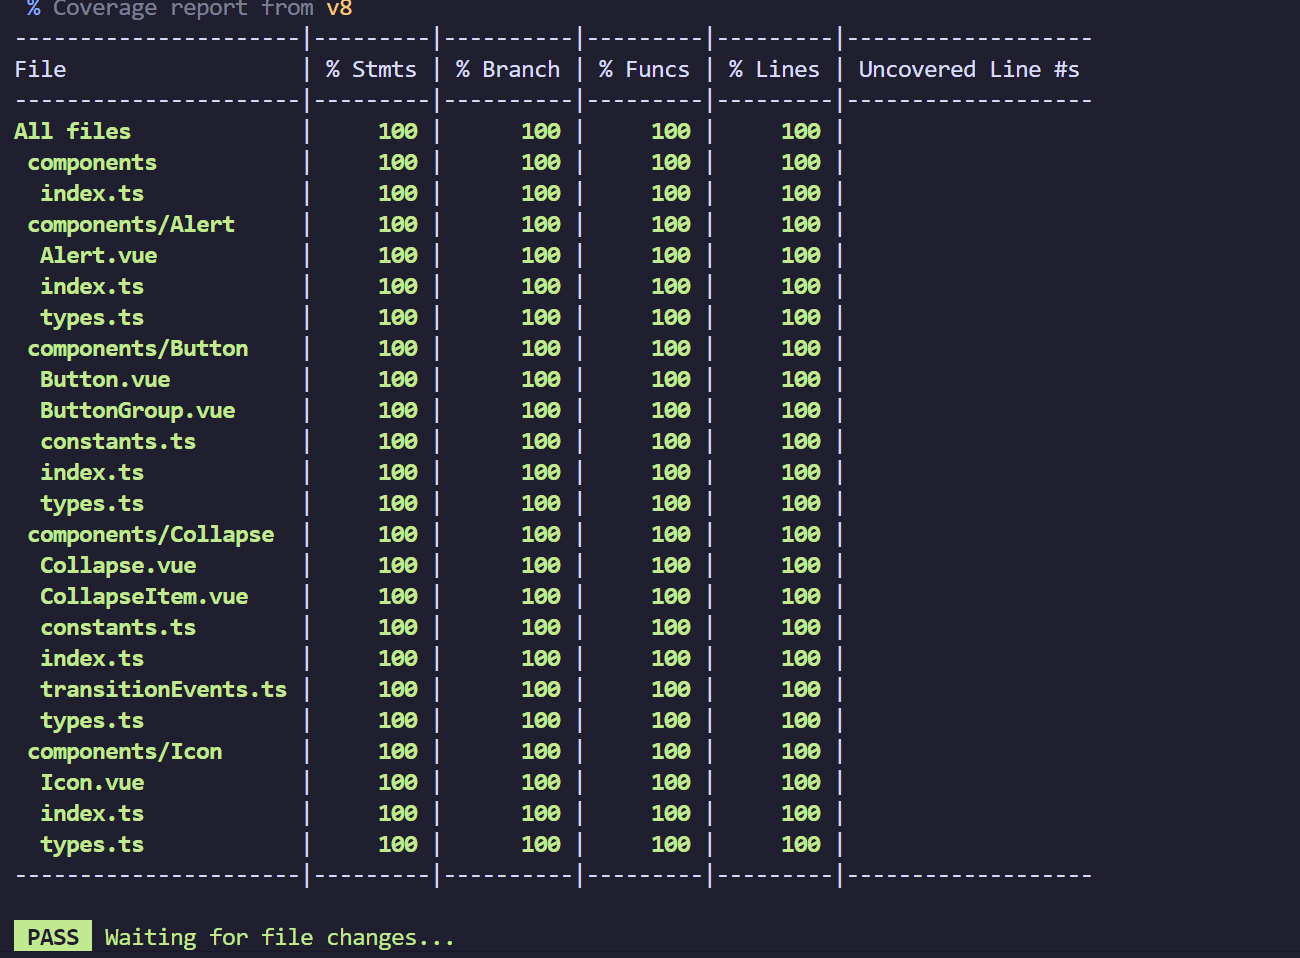 % Coverage report from v8
----------------------|---------|----------|---------|---------|-------------------
File                  | % Stmts | % Branch | % Funcs | % Lines | Uncovered Line #s
----------------------|---------|----------|---------|---------|-------------------
All files             |     100 |      100 |     100 |     100 |
 components           |     100 |      100 |     100 |     100 |
  index.ts            |     100 |      100 |     100 |     100 |
 components/Alert     |     100 |      100 |     100 |     100 |
  Alert.vue           |     100 |      100 |     100 |     100 |
  index.ts            |     100 |      100 |     100 |     100 |
  types.ts            |     100 |      100 |     100 |     100 |
 components/Button    |     100 |      100 |     100 |     100 |
  Button.vue          |     100 |      100 |     100 |     100 |
  ButtonGroup.vue     |     100 |      100 |     100 |     100 |
  constants.ts        |     100 |      100 |     100 |     100 |
  index.ts            |     100 |      100 |     100 |     100 |
  types.ts            |     100 |      100 |     100 |     100 |
 components/Collapse  |     100 |      100 |     100 |     100 |
  Collapse.vue        |     100 |      100 |     100 |     100 |
  CollapseItem.vue    |     100 |      100 |     100 |     100 |
  constants.ts        |     100 |      100 |     100 |     100 |
  index.ts            |     100 |      100 |     100 |     100 |
  transitionEvents.ts |     100 |      100 |     100 |     100 |
  types.ts            |     100 |      100 |     100 |     100 |
 components/Icon      |     100 |      100 |     100 |     100 |
  Icon.vue            |     100 |      100 |     100 |     100 |
  index.ts            |     100 |      100 |     100 |     100 |
  types.ts            |     100 |      100 |     100 |     100 |
----------------------|---------|----------|---------|---------|-------------------
PASS Waiting for file changes...